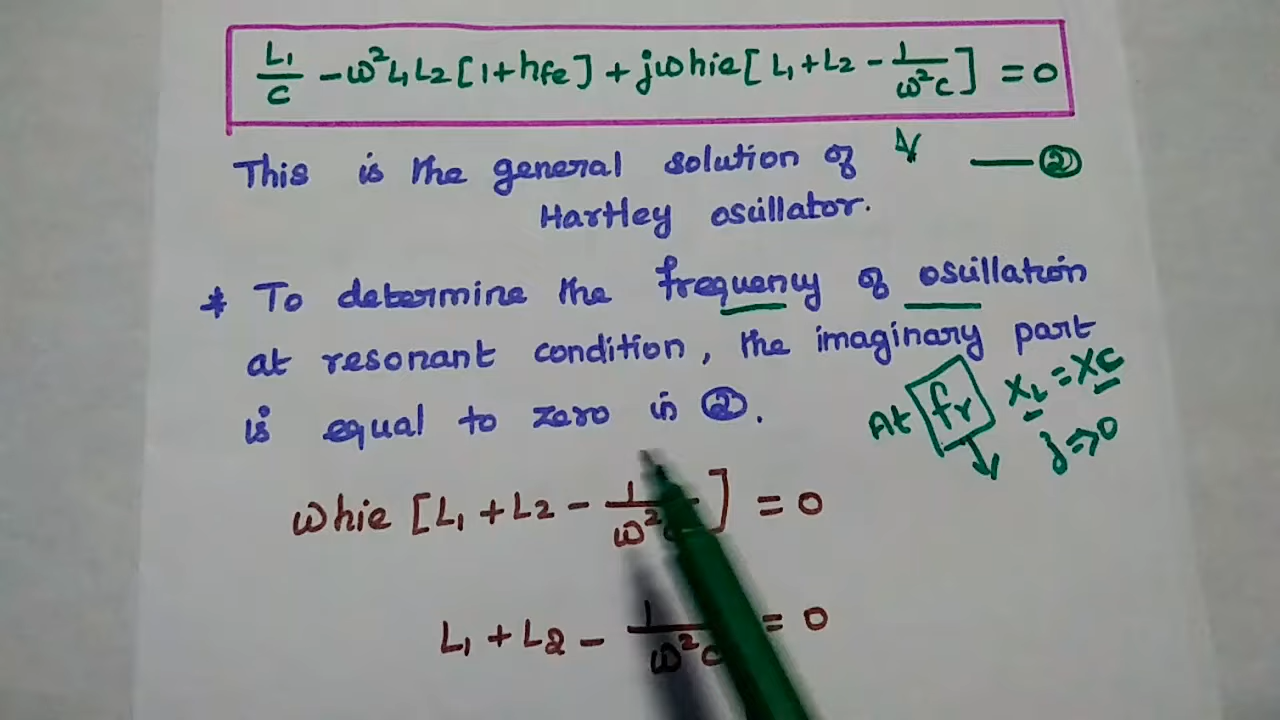 L1/C - ω²L1L2[1+hfe] + jωhie[L1+L2 - 1/ω²C] = 0
This is the general solution of — ②
Hartley oscillator.
* To determine the frequency of oscillation
at resonant condition, the imaginary part
is equal to zero in ②.
At fr XL = XC
j ⇒ 0
ωhie [L1 + L2 - 1/ω² ] = 0
L1 + L2 - 1/ω²C = 0